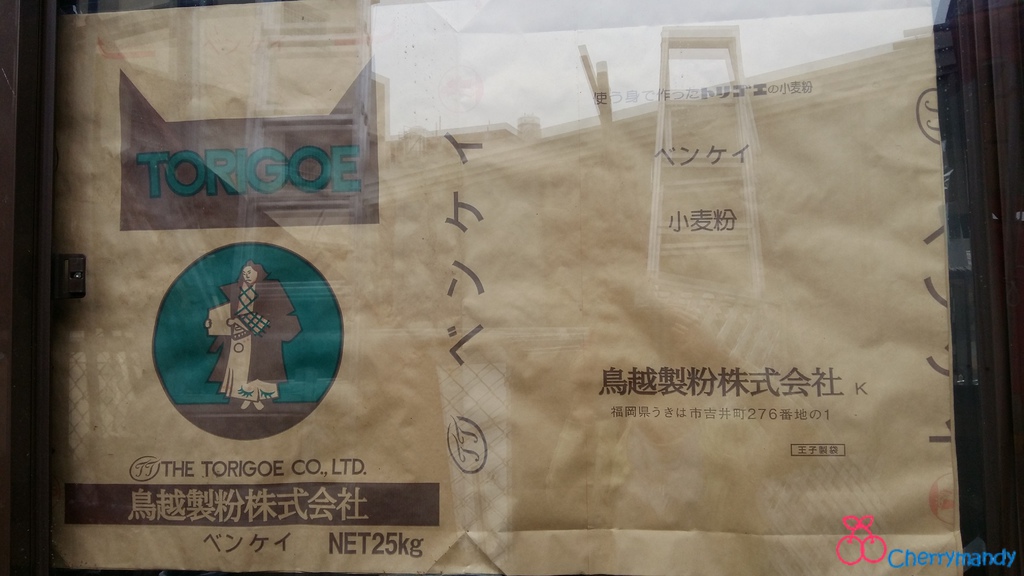 TORIGOE
THE TORIGOE CO., LTD.
鳥越製粉株式会社
ベンケイ NET25kg
ベンケイ
使う身で作ったトリゴエの小麦粉
ベンケイ
小麦粉
鳥越製粉株式会社 K
福岡県うきは市吉井町276番地の1
王子製袋
Cherrymandy